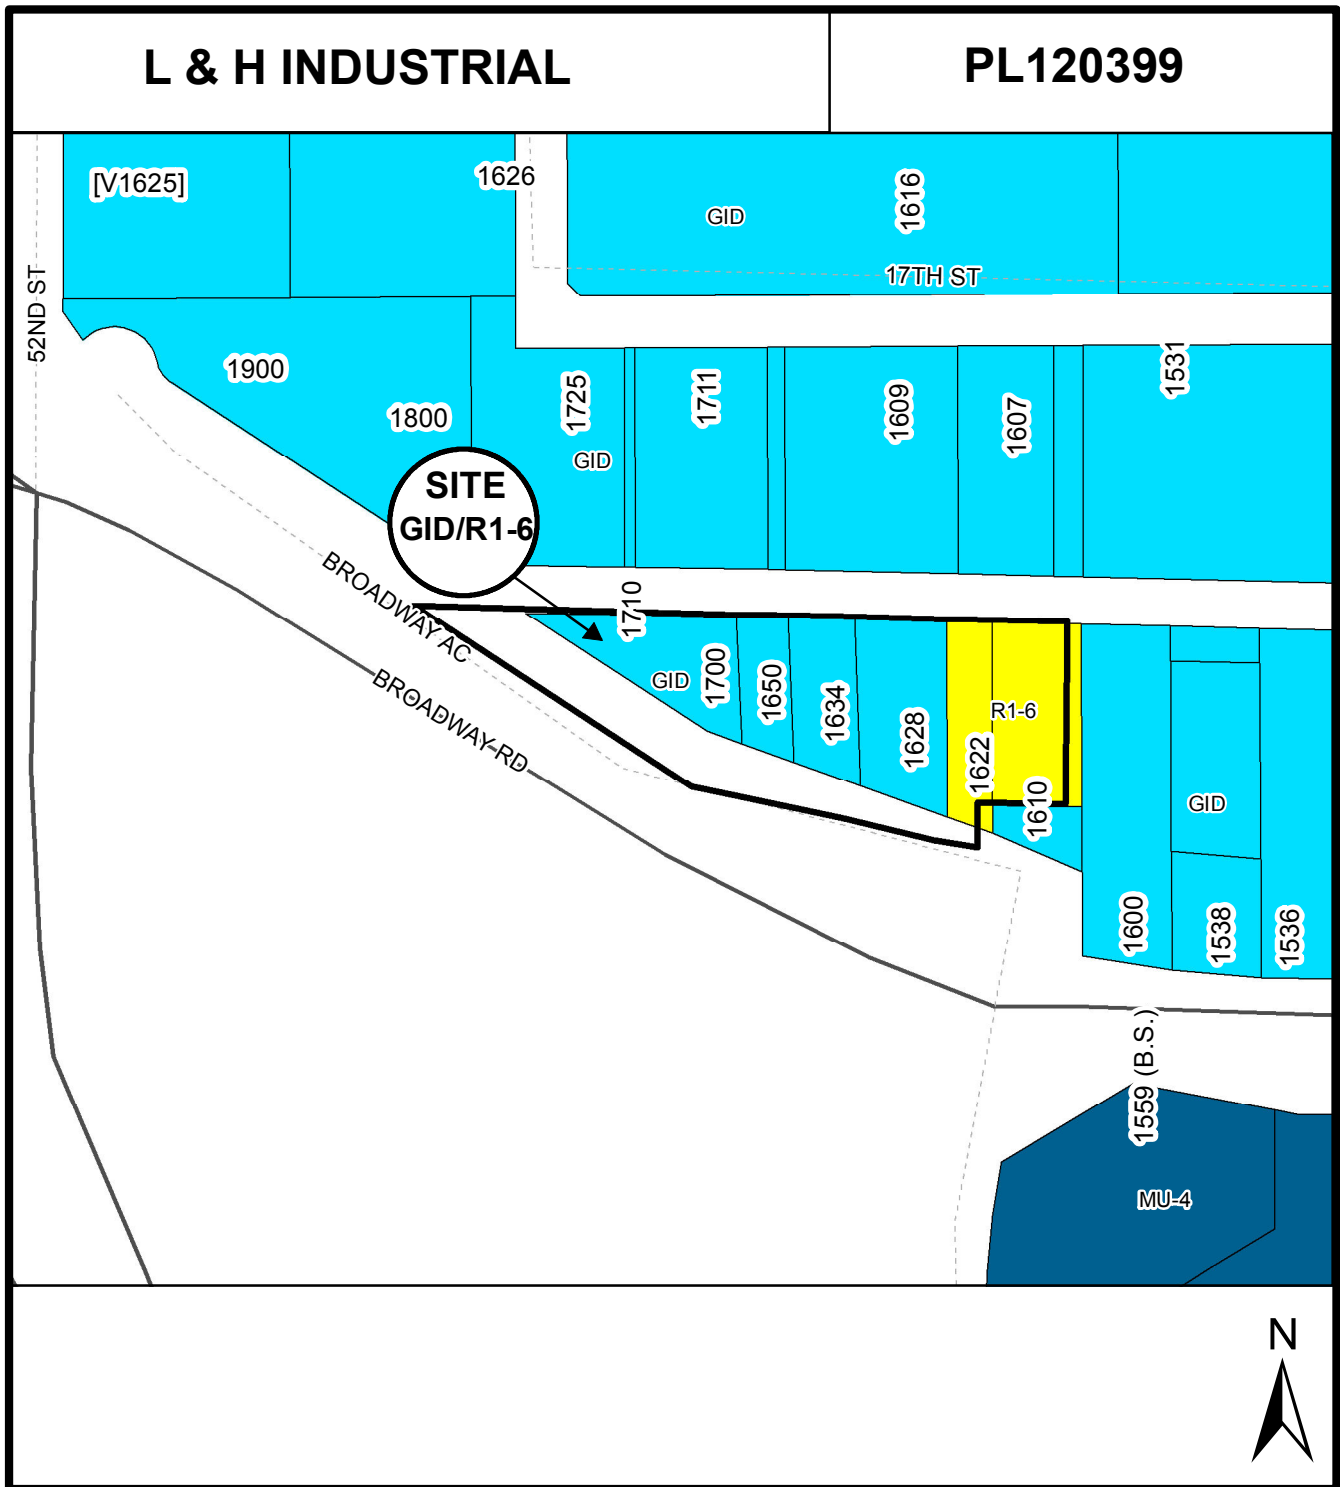 L & H INDUSTRIAL
PL120399
[V1625]
1626
1616
GID
17TH ST
52ND ST
1900
1800
1725
1711
1609
1607
1531
GID
SITE
GID/R1-6
BROADWAY AC
BROADWAY RD
1710
GID
1700
1650
1634
1628
1622
R1-6
1610
GID
1600
1538
1536
1559 (B.S.)
MU-4
N